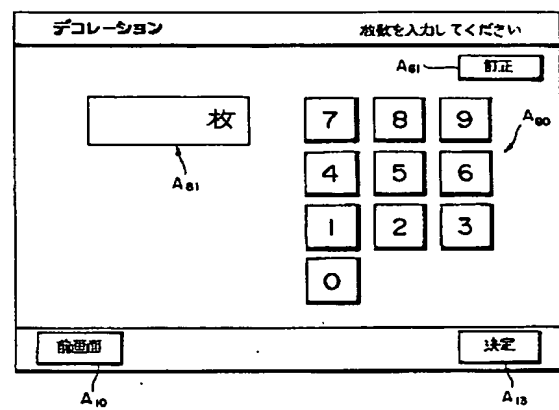 デコレーション 枚数を入力してください
A61 訂正
枚 7 8 9 A80
A81 4 5 6
1 2 3
0
前画面 決定
A10 A13